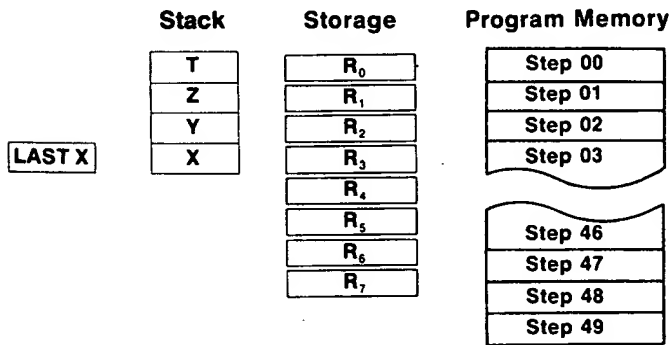 Stack
T
Z
Y
X
LAST X
Storage
R₀
R₁
R₂
R₃
R₄
R₅
R₆
R₇
Program Memory
Step 00
Step 01
Step 02
Step 03
Step 46
Step 47
Step 48
Step 49